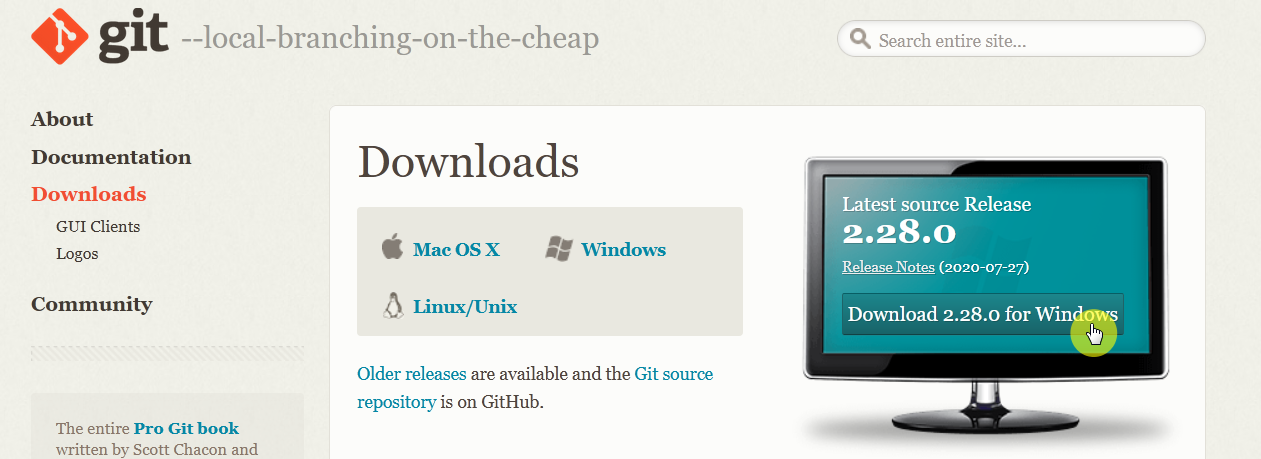 git --local-branching-on-the-cheap
Search entire site...
About
Documentation
Downloads
GUI Clients
Logos
Community
The entire Pro Git book
written by Scott Chacon and
Downloads
Mac OS X
Windows
Linux/Unix
Older releases are available and the Git source
repository is on GitHub.
Latest source Release
2.28.0
Release Notes (2020-07-27)
Download 2.28.0 for Windows